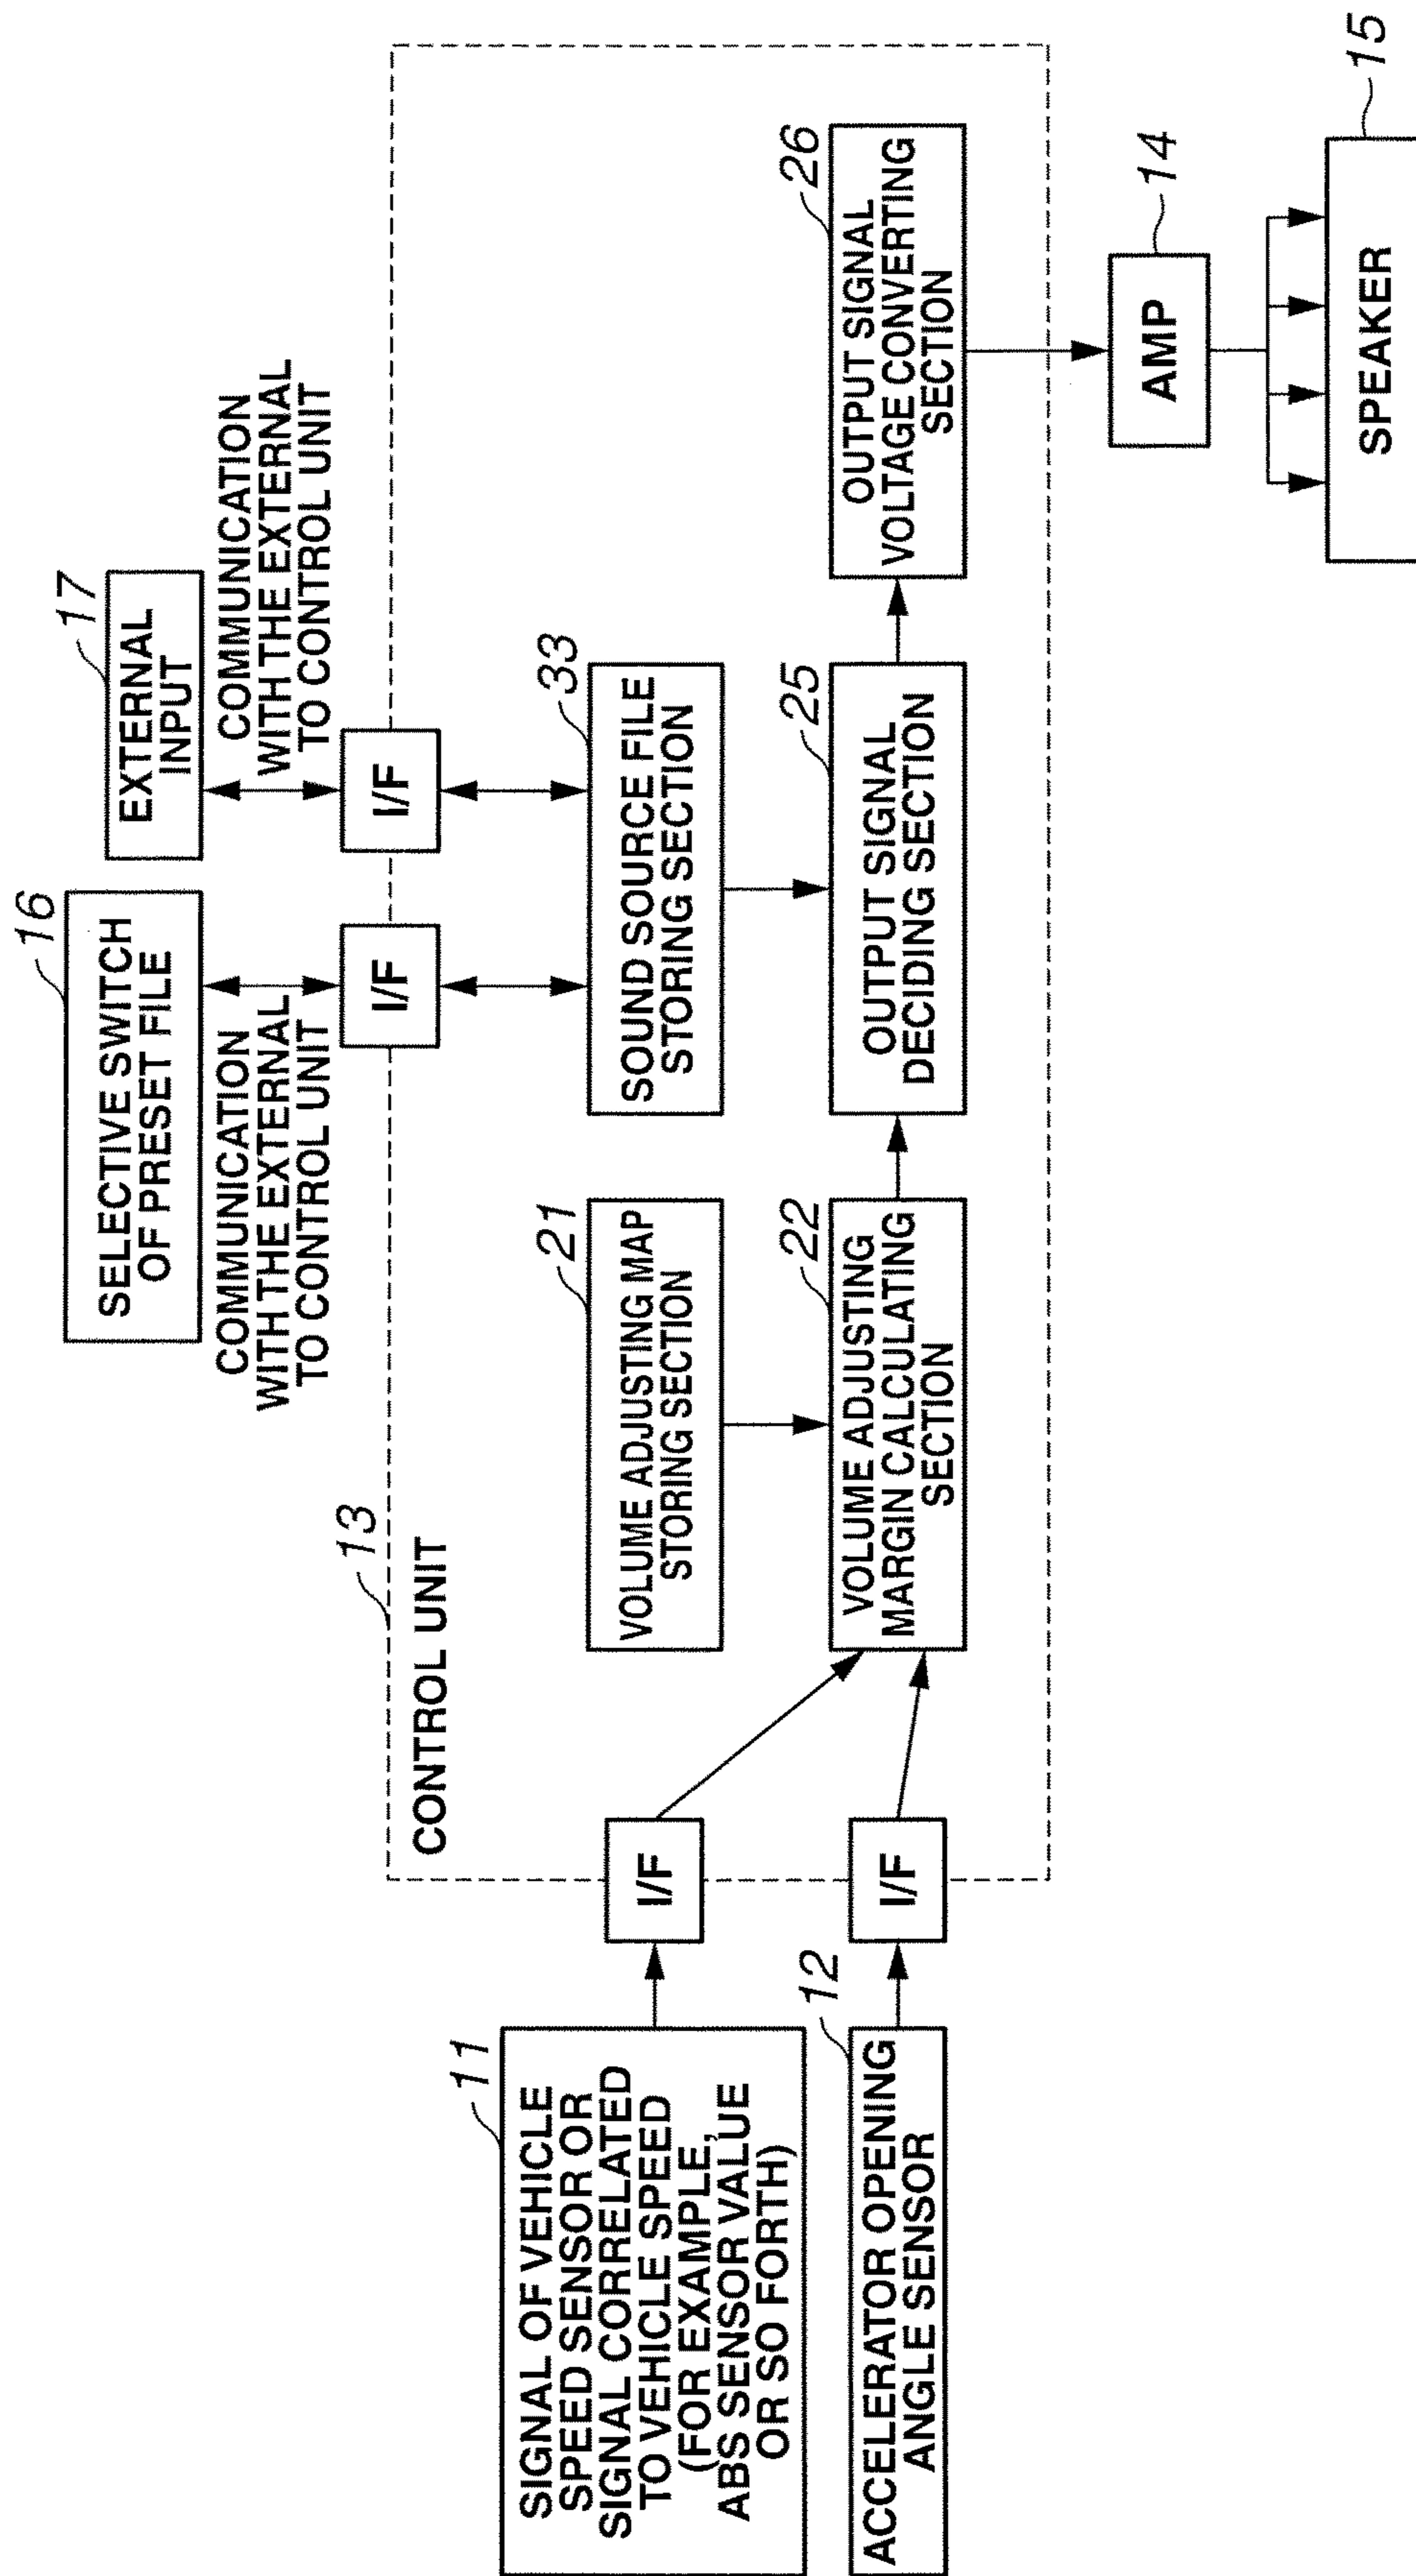 16
SELECTIVE SWITCH
OF PRESET FILE
17
EXTERNAL
INPUT
COMMUNICATION
WITH THE EXTERNAL
TO CONTROL UNIT
COMMUNICATION
WITH THE EXTERNAL
TO CONTROL UNIT
13
CONTROL UNIT
I/F
I/F
11
SIGNAL OF VEHICLE
SPEED SENSOR OR
SIGNAL CORRELATED
TO VEHICLE SPEED
(FOR EXAMPLE,
ABS SENSOR VALUE
OR SO FORTH)
I/F
21
VOLUME ADJUSTING MAP
STORING SECTION
33
SOUND SOURCE FILE
STORING SECTION
12
ACCELERATOR OPENING
ANGLE SENSOR
I/F
22
VOLUME ADJUSTING
MARGIN CALCULATING
SECTION
25
OUTPUT SIGNAL
DECIDING SECTION
26
OUTPUT SIGNAL
VOLTAGE CONVERTING
SECTION
14
AMP
15
SPEAKER